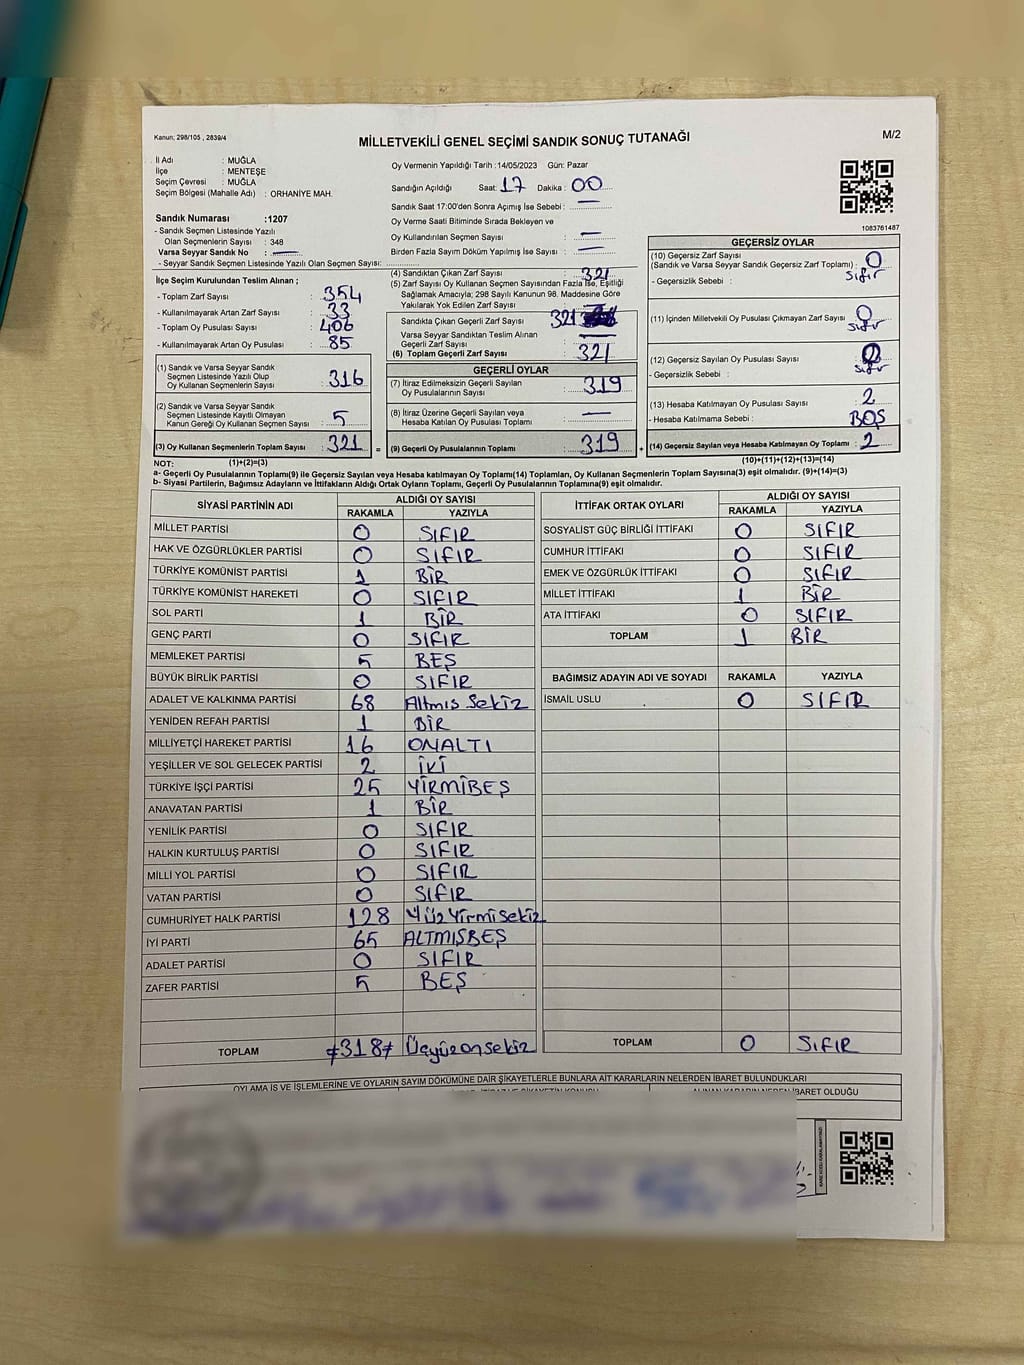 Kanun: 298/105 , 2839/4
MİLLETVEKİLİ GENEL SEÇİMİ SANDIK SONUÇ TUTANAĞI
M/2
İl Adı : MUĞLA
İlçe : MENTEŞE
Seçim Çevresi : MUĞLA
Seçim Bölgesi (Mahalle Adı) : ORHANİYE MAH.
Sandık Numarası :1207
- Sandık Seçmen Listesinde Yazılı
Olan Seçmenlerin Sayısı : 348
Varsa Seyyar Sandık No : —
- Seyyar Sandık Seçmen Listesinde Yazılı Olan Seçmen Sayısı: ............
Oy Vermenin Yapıldığı Tarih :14/05/2023 Gün: Pazar
Sandığın Açıldığı Saat: 17 Dakika : 00
Sandık Saat 17:00'den Sonra Açımış İse Sebebi : —
Oy Verme Saati Bitiminde Sırada Bekleyen ve
Oy Kullandırılan Seçmen Sayısı : —
Birden Fazla Sayım Döküm Yapılmış İse Sayısı : —
1083761487
İlçe Seçim Kurulundan Teslim Alınan ;
- Toplam Zarf Sayısı : 354
- Kullanılmayarak Artan Zarf Sayısı : 33
- Toplam Oy Pusulası Sayısı : 406
- Kullanılmayarak Artan Oy Pusulası : 85
(1) Sandık ve Varsa Seyyar Sandık
Seçmen Listesinde Yazılı Olup
Oy Kullanan Seçmenlerin Sayısı : 316
(2) Sandık ve Varsa Seyyar Sandık
Seçmen Listesinde Kayıtlı Olmayan
Kanun Gereği Oy Kullanan Seçmen Sayısı : 5
(3) Oy Kullanan Seçmenlerin Toplam Sayısı : 321 =
(1)+(2)=(3)
(4) Sandıktan Çıkan Zarf Sayısı : 321
(5) Zarf Sayısı Oy Kullanan Seçmen Sayısından Fazla İse, Eşitliği
Sağlamak Amacıyla; 298 Sayılı Kanunun 98. Maddesine Göre
Yakılarak Yok Edilen Zarf Sayısı : —
Sandıkta Çıkan Geçerli Zarf Sayısı : 321
Varsa Seyyar Sandıktan Teslim Alınan
Geçerli Zarf Sayısı : —
(6) Toplam Geçerli Zarf Sayısı : 321
GEÇERLİ OYLAR
(7) İtiraz Edilmeksizin Geçerli Sayılan
Oy Pusulalarının Sayısı : 319
(8) İtiraz Üzerine Geçerli Sayılan veya
Hesaba Katılan Oy Pusulaları Toplamı : —
(9) Geçerli Oy Pusulalarının Toplamı : 319 +
GEÇERSİZ OYLAR
(10) Geçersiz Zarf Sayısı
(Sandık ve Varsa Seyyar Sandık Geçersiz Zarf Toplamı) : 0
- Geçersizlik Sebebi : Sıfır
(11) İçinden Milletvekili Oy Pusulası Çıkmayan Zarf Sayısı : 0
Sıfır
(12) Geçersiz Sayılan Oy Pusulası Sayısı : 0
- Geçersizlik Sebebi : Sıfır
(13) Hesaba Katılmayan Oy Pusulası Sayısı : 2
- Hesaba Katılmama Sebebi : BOŞ
(14) Geçersiz Sayılan veya Hesaba Katılmayan Oy Toplamı : 2
(10)+(11)+(12)+(13)=(14)
NOT:
a- Geçerli Oy Pusulalarının Toplamı(9) ile Geçersiz Sayılan veya Hesaba katılmayan Oy Toplamı(14) Toplamları, Oy Kullanan Seçmenlerin Toplam Sayısına(3) eşit olmalıdır. (9)+(14)=(3)
b- Siyasi Partilerin, Bağımsız Adayların ve İttifakların Aldığı Ortak Oyların Toplamı, Geçerli Oy Pusulalarının Toplamına(9) eşit olmalıdır.
SİYASİ PARTİNİN ADI ALDIĞI OY SAYISI
RAKAMLA YAZIYLA
MİLLET PARTİSİ 0 SIFIR
HAK VE ÖZGÜRLÜKLER PARTİSİ 0 SIFIR
TÜRKİYE KOMÜNİST PARTİSİ 1 BİR
TÜRKİYE KOMÜNİST HAREKETİ 0 SIFIR
SOL PARTİ 1 BİR
GENÇ PARTİ 0 SIFIR
MEMLEKET PARTİSİ 5 BEŞ
BÜYÜK BİRLİK PARTİSİ 0 SIFIR
ADALET VE KALKINMA PARTİSİ 68 Altmıs Sekiz
YENİDEN REFAH PARTİSİ 1 BİR
MİLLİYETÇİ HAREKET PARTİSİ 16 ONALTI
YEŞİLLER VE SOL GELECEK PARTİSİ 2 İKİ
TÜRKİYE İŞÇİ PARTİSİ 25 YİRMİBEŞ
ANAVATAN PARTİSİ 1 BİR
YENİLİK PARTİSİ 0 SIFIR
HALKIN KURTULUŞ PARTİSİ 0 SIFIR
MİLLİ YOL PARTİSİ 0 SIFIR
VATAN PARTİSİ 0 SIFIR
CUMHURİYET HALK PARTİSİ 128 YüzYirmiSekiz
İYİ PARTİ 65 ALTMIŞBEŞ
ADALET PARTİSİ 0 SIFIR
ZAFER PARTİSİ 5 BEŞ
TOPLAM ≠318≠ Üçyüzonsekiz
İTTİFAK ORTAK OYLARI ALDIĞI OY SAYISI
RAKAMLA YAZIYLA
SOSYALİST GÜÇ BİRLİĞİ İTTİFAKI 0 SIFIR
CUMHUR İTTİFAKI 0 SIFIR
EMEK VE ÖZGÜRLÜK İTTİFAKI 0 SIFIR
MİLLET İTTİFAKI 1 BİR
ATA İTTİFAKI 0 SIFIR
TOPLAM 1 BİR
BAĞIMSIZ ADAYIN ADI VE SOYADI RAKAMLA YAZIYLA
İSMAİL USLU 0 SIFIR
TOPLAM 0 SIFIR
OYLAMA İŞ VE İŞLEMLERİNE VE OYLARIN SAYIM DÖKÜMÜNE DAİR ŞİKAYETLERLE BUNLARA AİT KARARLARIN NELERDEN İBARET BULUNDUKLARI